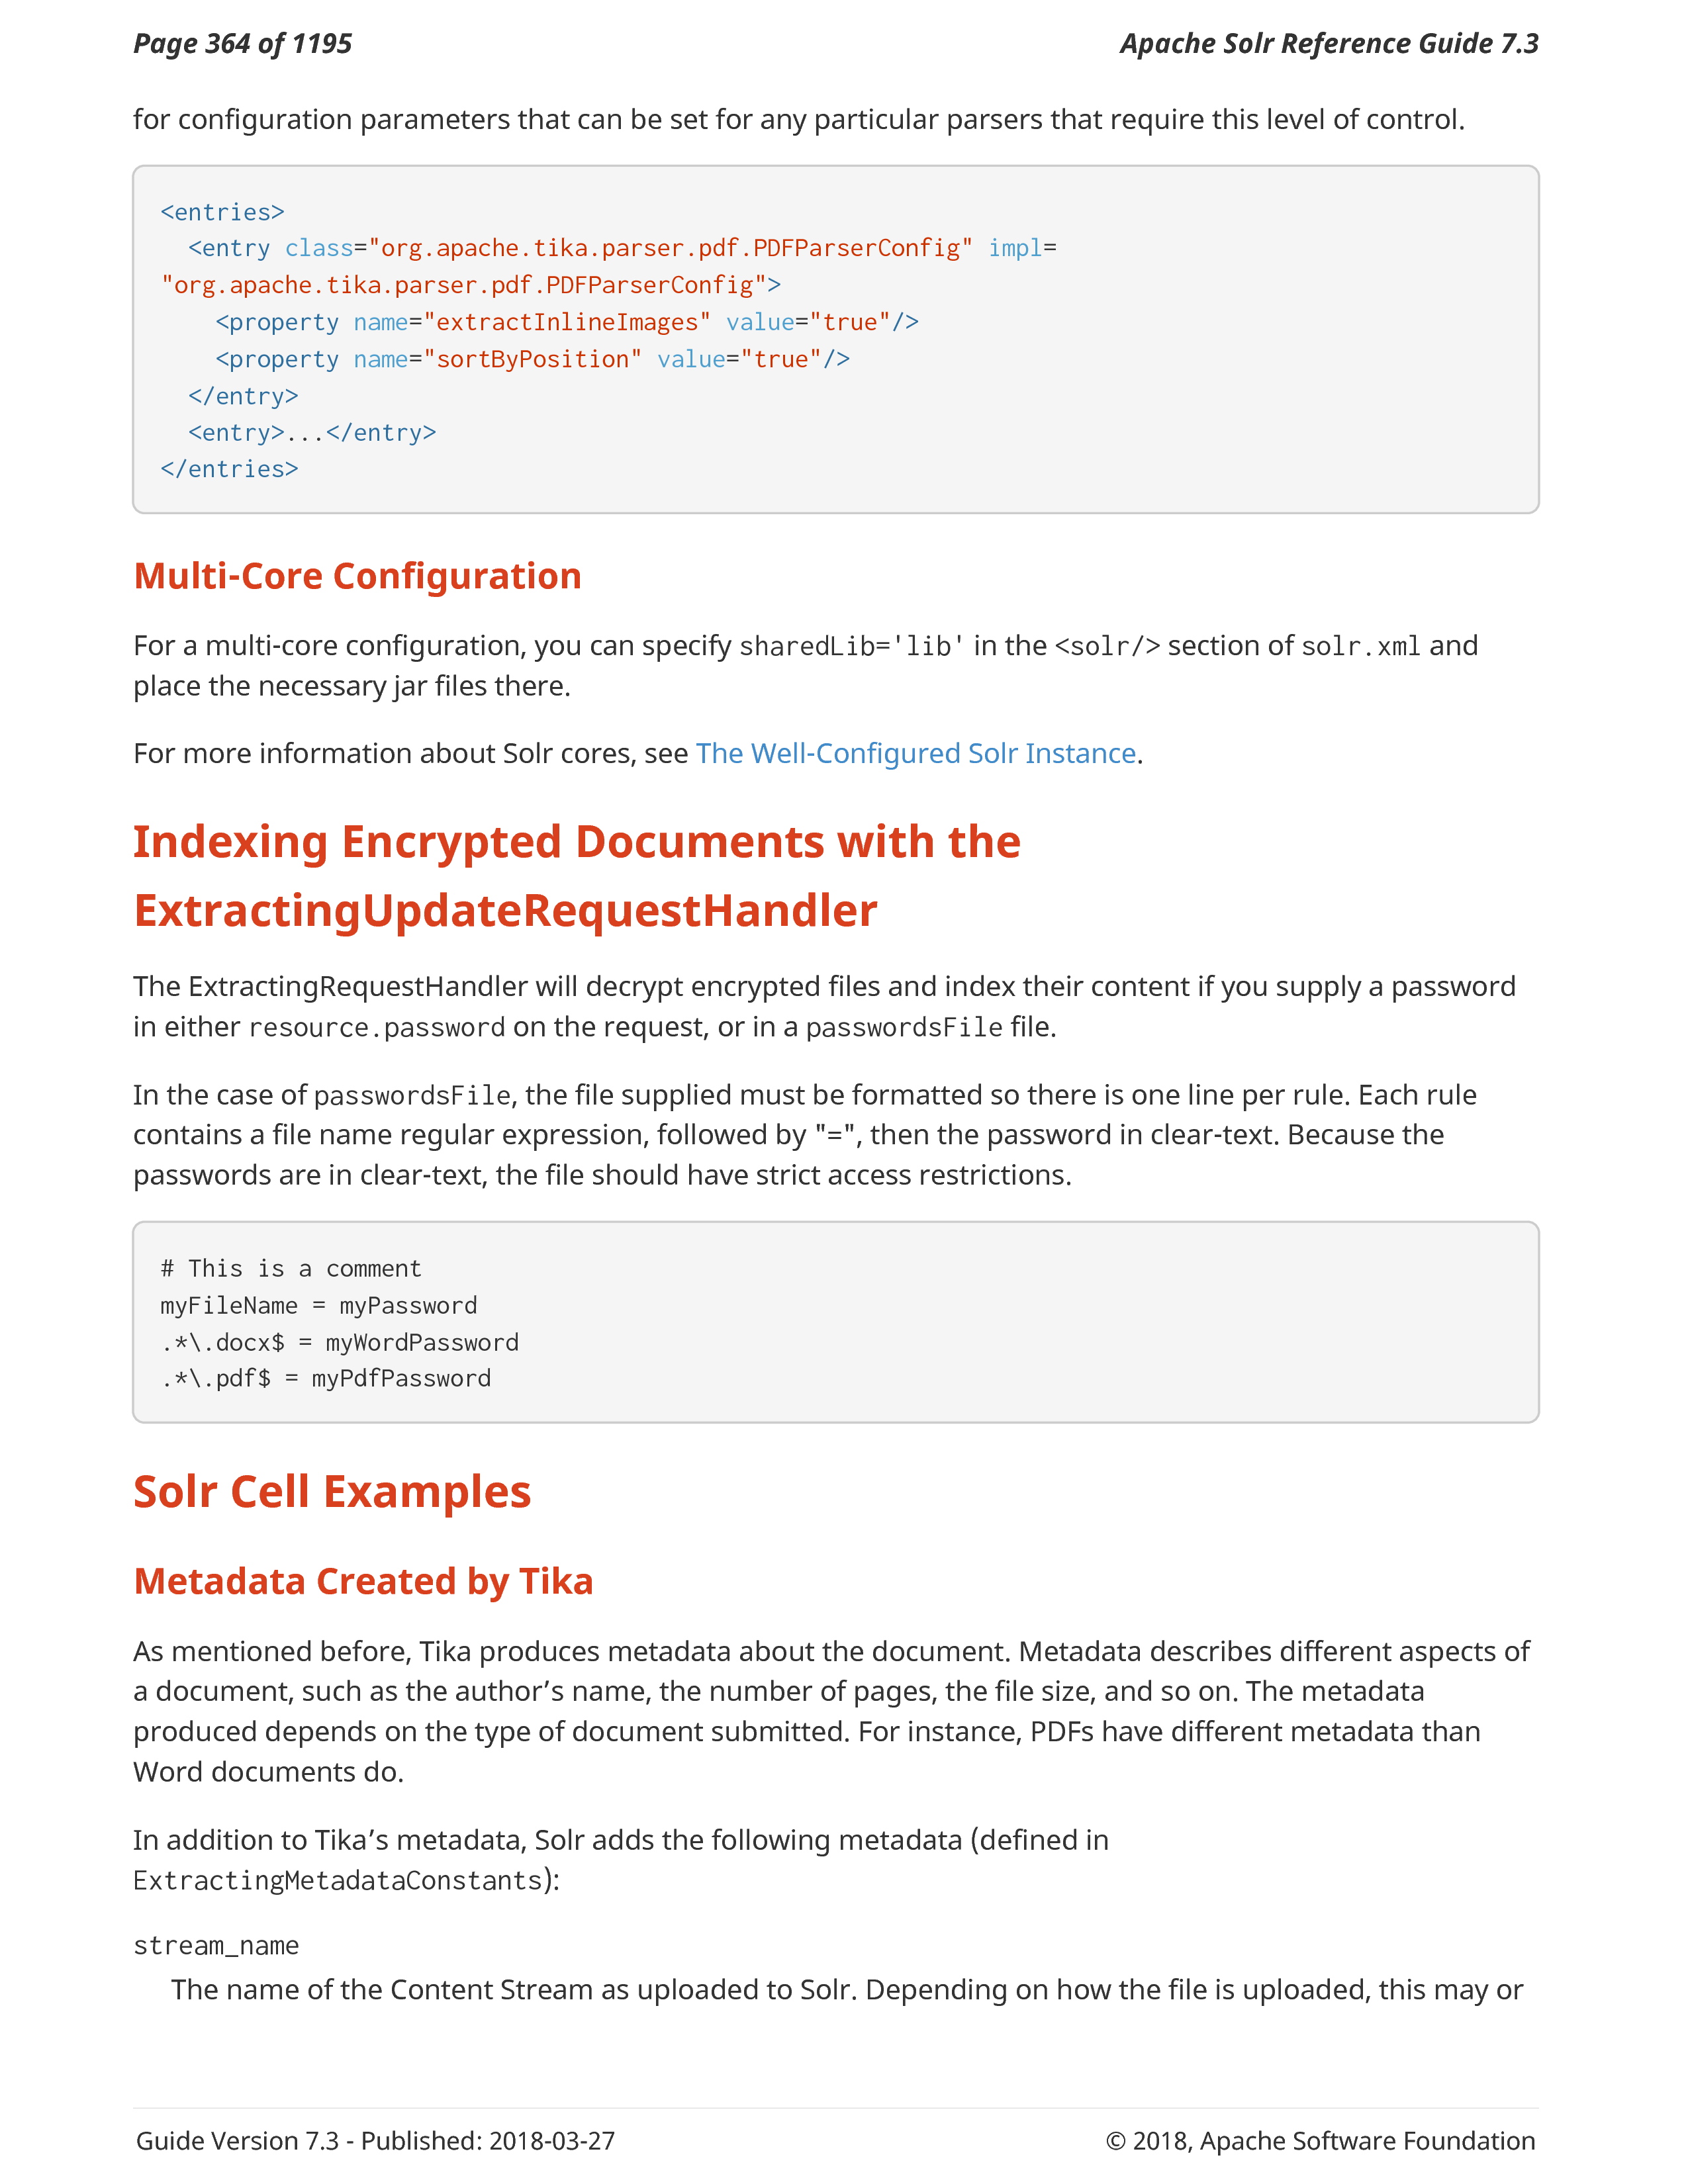 Page 364 of 1195
Apache Solr Reference Guide 7.3
for configuration parameters that can be set for any particular parsers that require this level of control.
<entries>
  <entry class="org.apache.tika.parser.pdf.PDFParserConfig" impl=
"org.apache.tika.parser.pdf.PDFParserConfig">
    <property name="extractInlineImages" value="true"/>
    <property name="sortByPosition" value="true"/>
  </entry>
  <entry>...</entry>
</entries>
Multi-Core Configuration
For a multi-core configuration, you can specify sharedLib='lib' in the <solr/> section of solr.xml and
place the necessary jar files there.
For more information about Solr cores, see The Well-Configured Solr Instance.
Indexing Encrypted Documents with the
ExtractingUpdateRequestHandler
The ExtractingRequestHandler will decrypt encrypted files and index their content if you supply a password
in either resource.password on the request, or in a passwordsFile file.
In the case of passwordsFile, the file supplied must be formatted so there is one line per rule. Each rule
contains a file name regular expression, followed by "=", then the password in clear-text. Because the
passwords are in clear-text, the file should have strict access restrictions.
# This is a comment
myFileName = myPassword
.*\.docx$ = myWordPassword
.*\.pdf$ = myPdfPassword
Solr Cell Examples
Metadata Created by Tika
As mentioned before, Tika produces metadata about the document. Metadata describes different aspects of
a document, such as the author’s name, the number of pages, the file size, and so on. The metadata
produced depends on the type of document submitted. For instance, PDFs have different metadata than
Word documents do.
In addition to Tika’s metadata, Solr adds the following metadata (defined in
ExtractingMetadataConstants):
stream_name
The name of the Content Stream as uploaded to Solr. Depending on how the file is uploaded, this may or
Guide Version 7.3 - Published: 2018-03-27
© 2018, Apache Software Foundation